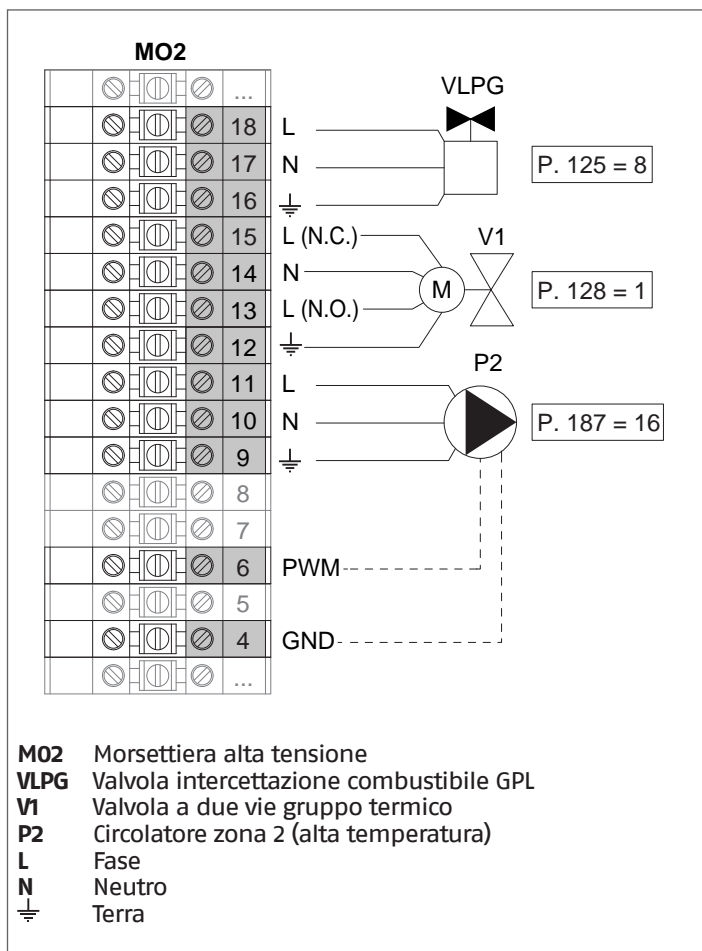 MO2
VLPG
...
18 L
17 N P. 125 = 8
16
15 L (N.C.) V1
14 N M P. 128 = 1
13 L (N.O.)
12
P2
11 L
10 N P. 187 = 16
9
8
7
6 PWM
5
4 GND
...
M02 Morsettiera alta tensione
VLPG Valvola intercettazione combustibile GPL
V1 Valvola a due vie gruppo termico
P2 Circolatore zona 2 (alta temperatura)
L Fase
N Neutro
Terra